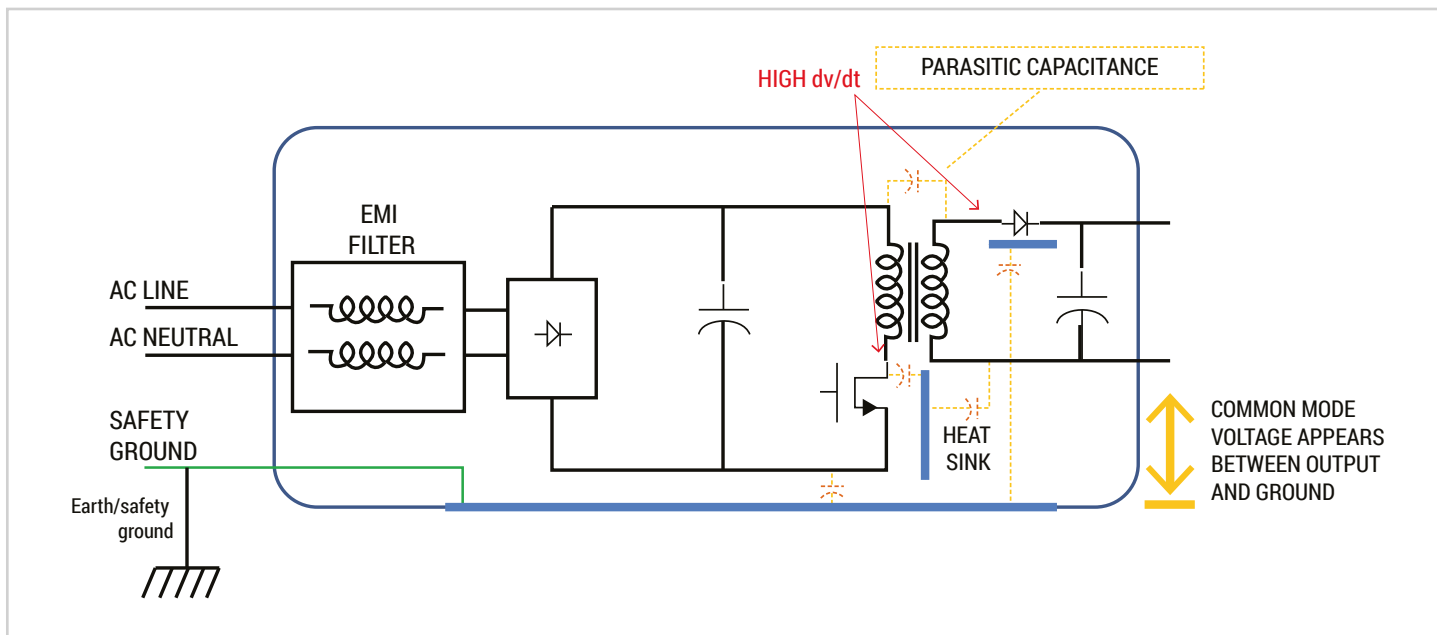 PARASITIC CAPACITANCE
HIGH dv/dt
EMI
FILTER
AC LINE
AC NEUTRAL
SAFETY
GROUND
Earth/safety
ground
HEAT
SINK
COMMON MODE
VOLTAGE APPEARS
BETWEEN OUTPUT
AND GROUND